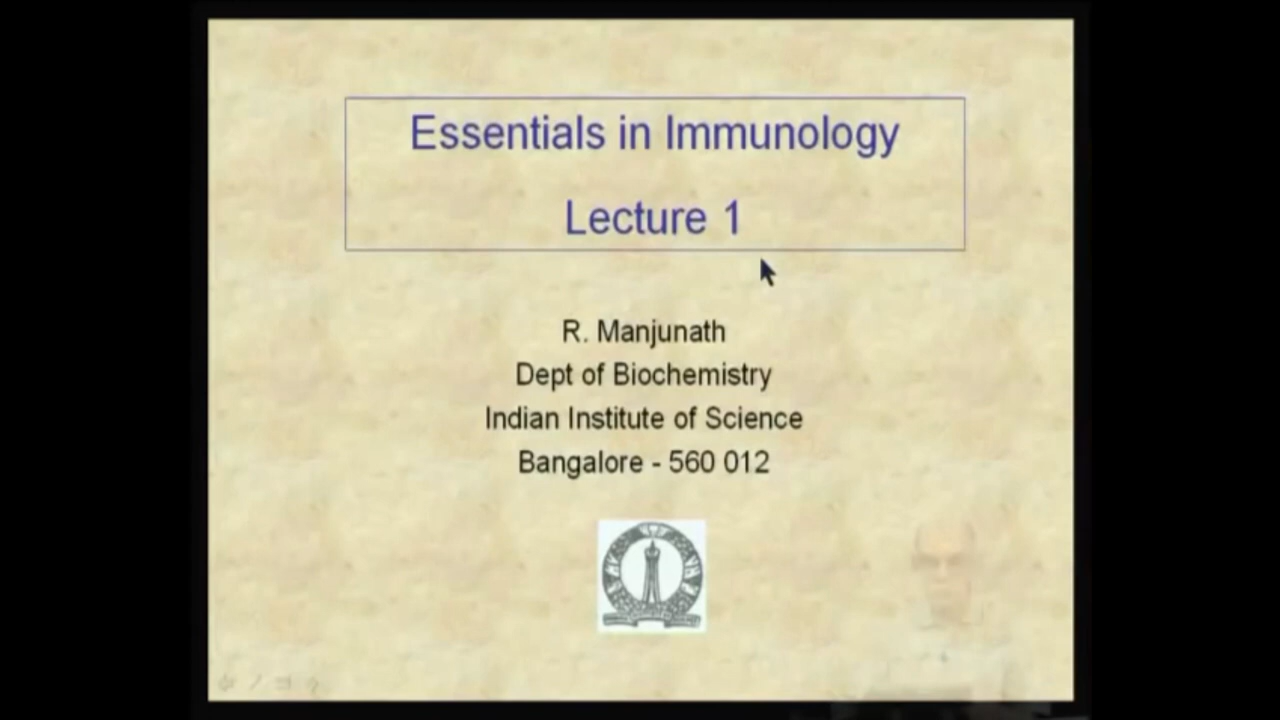 Essentials in Immunology
Lecture 1
R. Manjunath
Dept of Biochemistry
Indian Institute of Science
Bangalore - 560 012